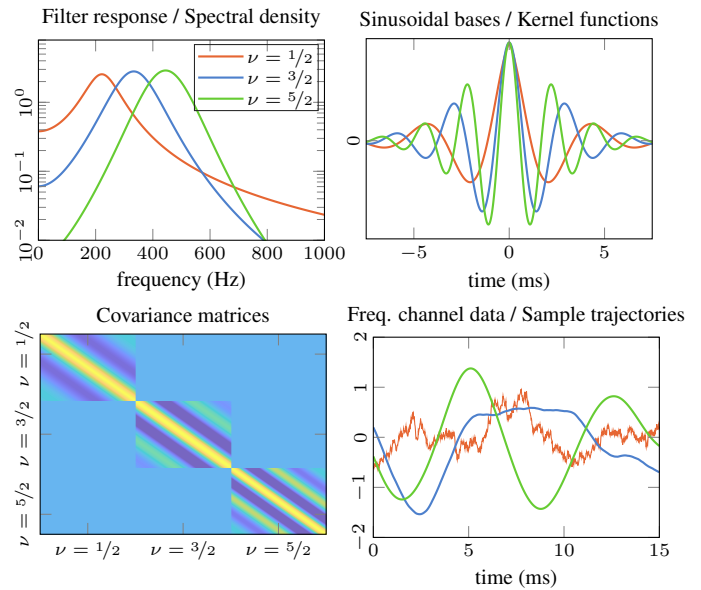 Filter response / Spectral density
Sinusoidal bases / Kernel functions
ν = 1/2
ν = 3/2
ν = 5/2
10⁰
10⁻¹
10⁻²
0
200 400 600 800 1000
frequency (Hz)
0
−5 0 5
time (ms)
Covariance matrices
Freq. channel data / Sample trajectories
ν = 1/2
ν = 3/2
ν = 5/2
ν = 1/2 ν = 3/2 ν = 5/2
2
1
0
−1
−2
0 5 10 15
time (ms)